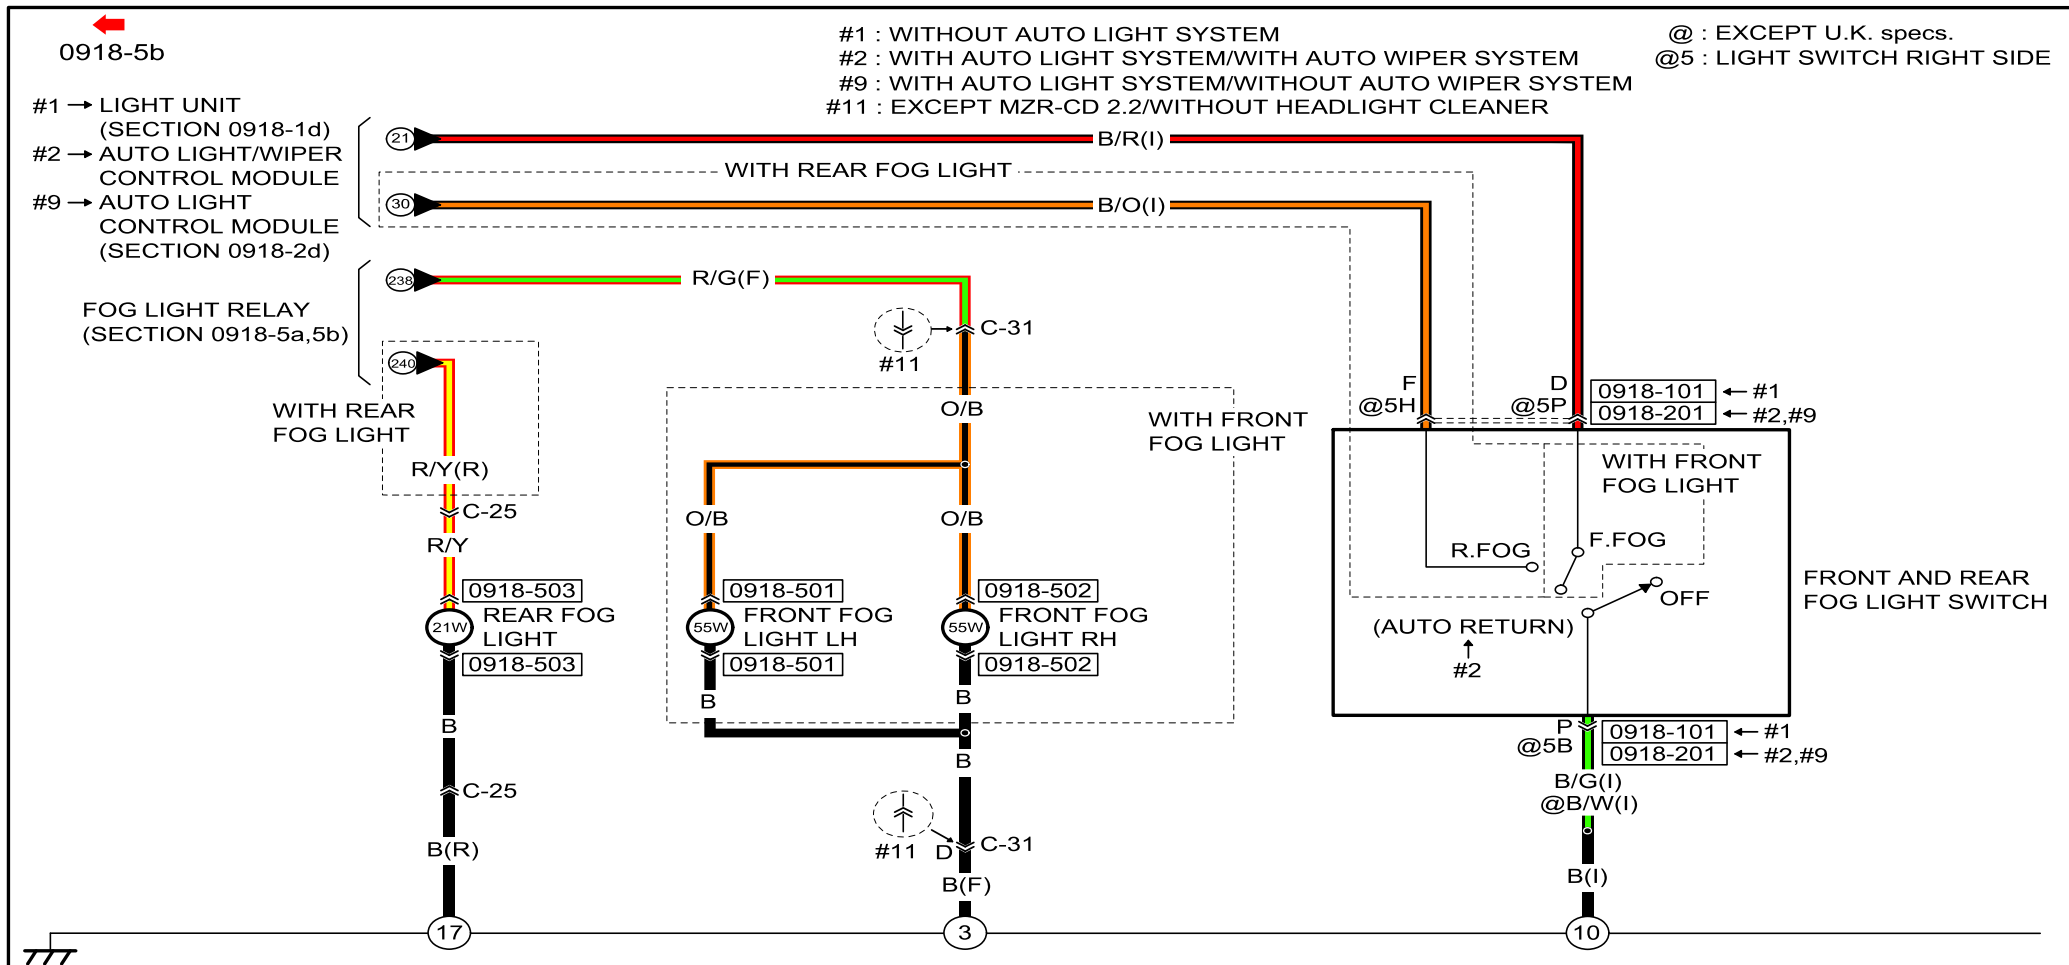 0918-5b
#1 : WITHOUT AUTO LIGHT SYSTEM
#2 : WITH AUTO LIGHT SYSTEM/WITH AUTO WIPER SYSTEM
#9 : WITH AUTO LIGHT SYSTEM/WITHOUT AUTO WIPER SYSTEM
#11 : EXCEPT MZR-CD 2.2/WITHOUT HEADLIGHT CLEANER
@ : EXCEPT U.K. specs.
@5 : LIGHT SWITCH RIGHT SIDE
#1 → LIGHT UNIT
(SECTION 0918-1d)
#2 → AUTO LIGHT/WIPER
CONTROL MODULE
#9 → AUTO LIGHT
CONTROL MODULE
(SECTION 0918-2d)
21
B/R(I)
WITH REAR FOG LIGHT
30
B/O(I)
FOG LIGHT RELAY
(SECTION 0918-5a,5b)
238
R/G(F)
240
WITH REAR
FOG LIGHT
R/Y(R)
C-25
R/Y
0918-503
21W
REAR FOG
LIGHT
0918-503
B
C-25
B(R)
17
#11
C-31
O/B
WITH FRONT
FOG LIGHT
O/B
O/B
0918-501
55W
FRONT FOG
LIGHT LH
0918-501
B
0918-502
55W
FRONT FOG
LIGHT RH
0918-502
B
B
#11
D
C-31
B(F)
3
F
@5H
D
@5P
0918-101 ← #1
0918-201 ← #2,#9
WITH FRONT
FOG LIGHT
R.FOG
F.FOG
OFF
(AUTO RETURN)
↑
#2
FRONT AND REAR
FOG LIGHT SWITCH
P
@5B
0918-101 ← #1
0918-201 ← #2,#9
B/G(I)
@B/W(I)
B(I)
10